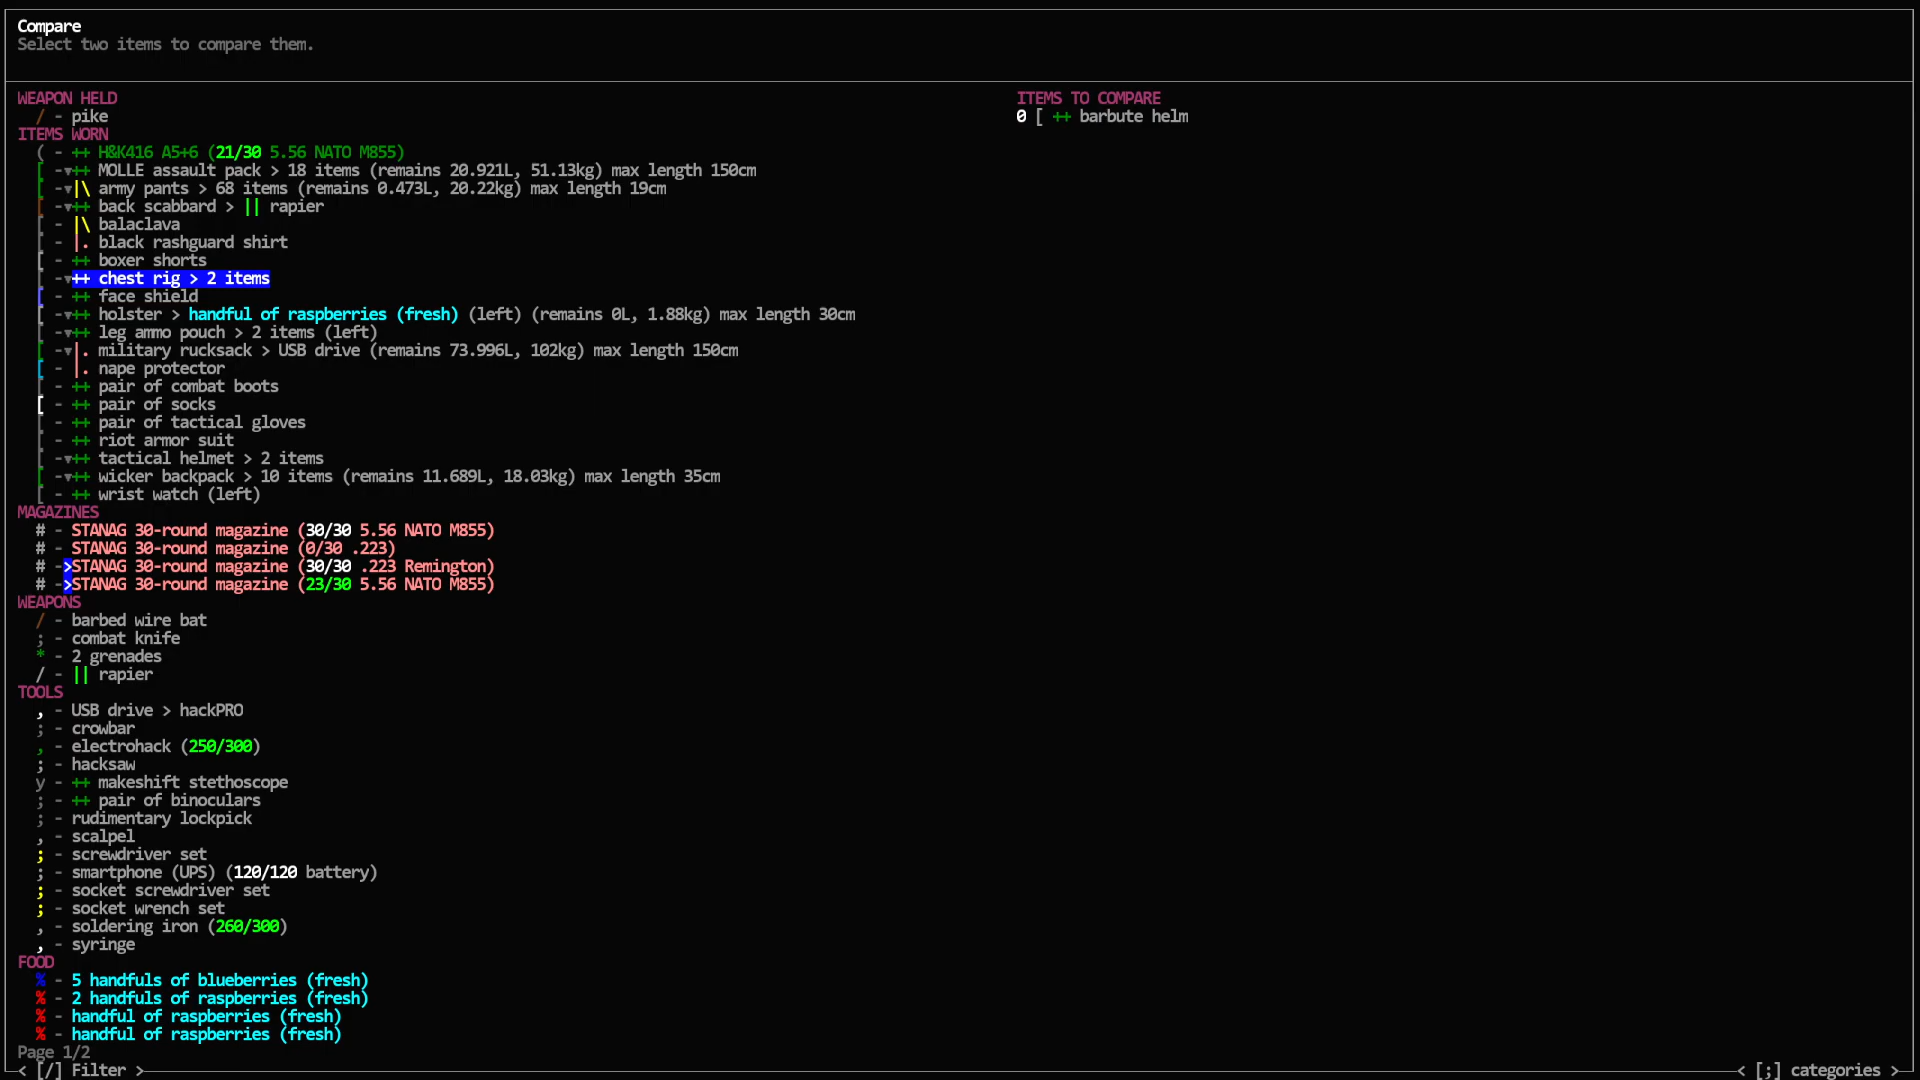 Compare
Select two items to compare them.
WEAPON HELD
/ - pike
ITEMS WORN
( - ++ H&K416 A5+6 (21/30 5.56 NATO M855)
[ -▾++ MOLLE assault pack > 18 items (remains 20.921L, 51.13kg) max length 150cm
[ -▾|\ army pants > 68 items (remains 0.473L, 20.22kg) max length 19cm
[ -▾++ back scabbard > || rapier
[ - |\ balaclava
[ - |. black rashguard shirt
[ - ++ boxer shorts
[ -▾++ chest rig > 2 items
[ - ++ face shield
[ -▾++ holster > handful of raspberries (fresh) (left) (remains 0L, 1.88kg) max length 30cm
[ -▾++ leg ammo pouch > 2 items (left)
[ -▾|. military rucksack > USB drive (remains 73.996L, 102kg) max length 150cm
[ - |. nape protector
[ - ++ pair of combat boots
[ - ++ pair of socks
[ - ++ pair of tactical gloves
[ - ++ riot armor suit
[ -▾++ tactical helmet > 2 items
[ -▾++ wicker backpack > 10 items (remains 11.689L, 18.03kg) max length 35cm
[ - ++ wrist watch (left)
MAGAZINES
# - STANAG 30-round magazine (30/30 5.56 NATO M855)
# - STANAG 30-round magazine (0/30 .223)
# ->STANAG 30-round magazine (30/30 .223 Remington)
# ->STANAG 30-round magazine (23/30 5.56 NATO M855)
WEAPONS
/ - barbed wire bat
; - combat knife
* - 2 grenades
/ - || rapier
TOOLS
, - USB drive > hackPRO
; - crowbar
, - electrohack (250/300)
; - hacksaw
y - ++ makeshift stethoscope
; - ++ pair of binoculars
; - rudimentary lockpick
, - scalpel
; - screwdriver set
; - smartphone (UPS) (120/120 battery)
; - socket screwdriver set
; - socket wrench set
, - soldering iron (260/300)
, - syringe
FOOD
% - 5 handfuls of blueberries (fresh)
% - 2 handfuls of raspberries (fresh)
% - handful of raspberries (fresh)
% - handful of raspberries (fresh)
Page 1/2
< [/] Filter >
ITEMS TO COMPARE
0 [ ++ barbute helm
< [;] categories >